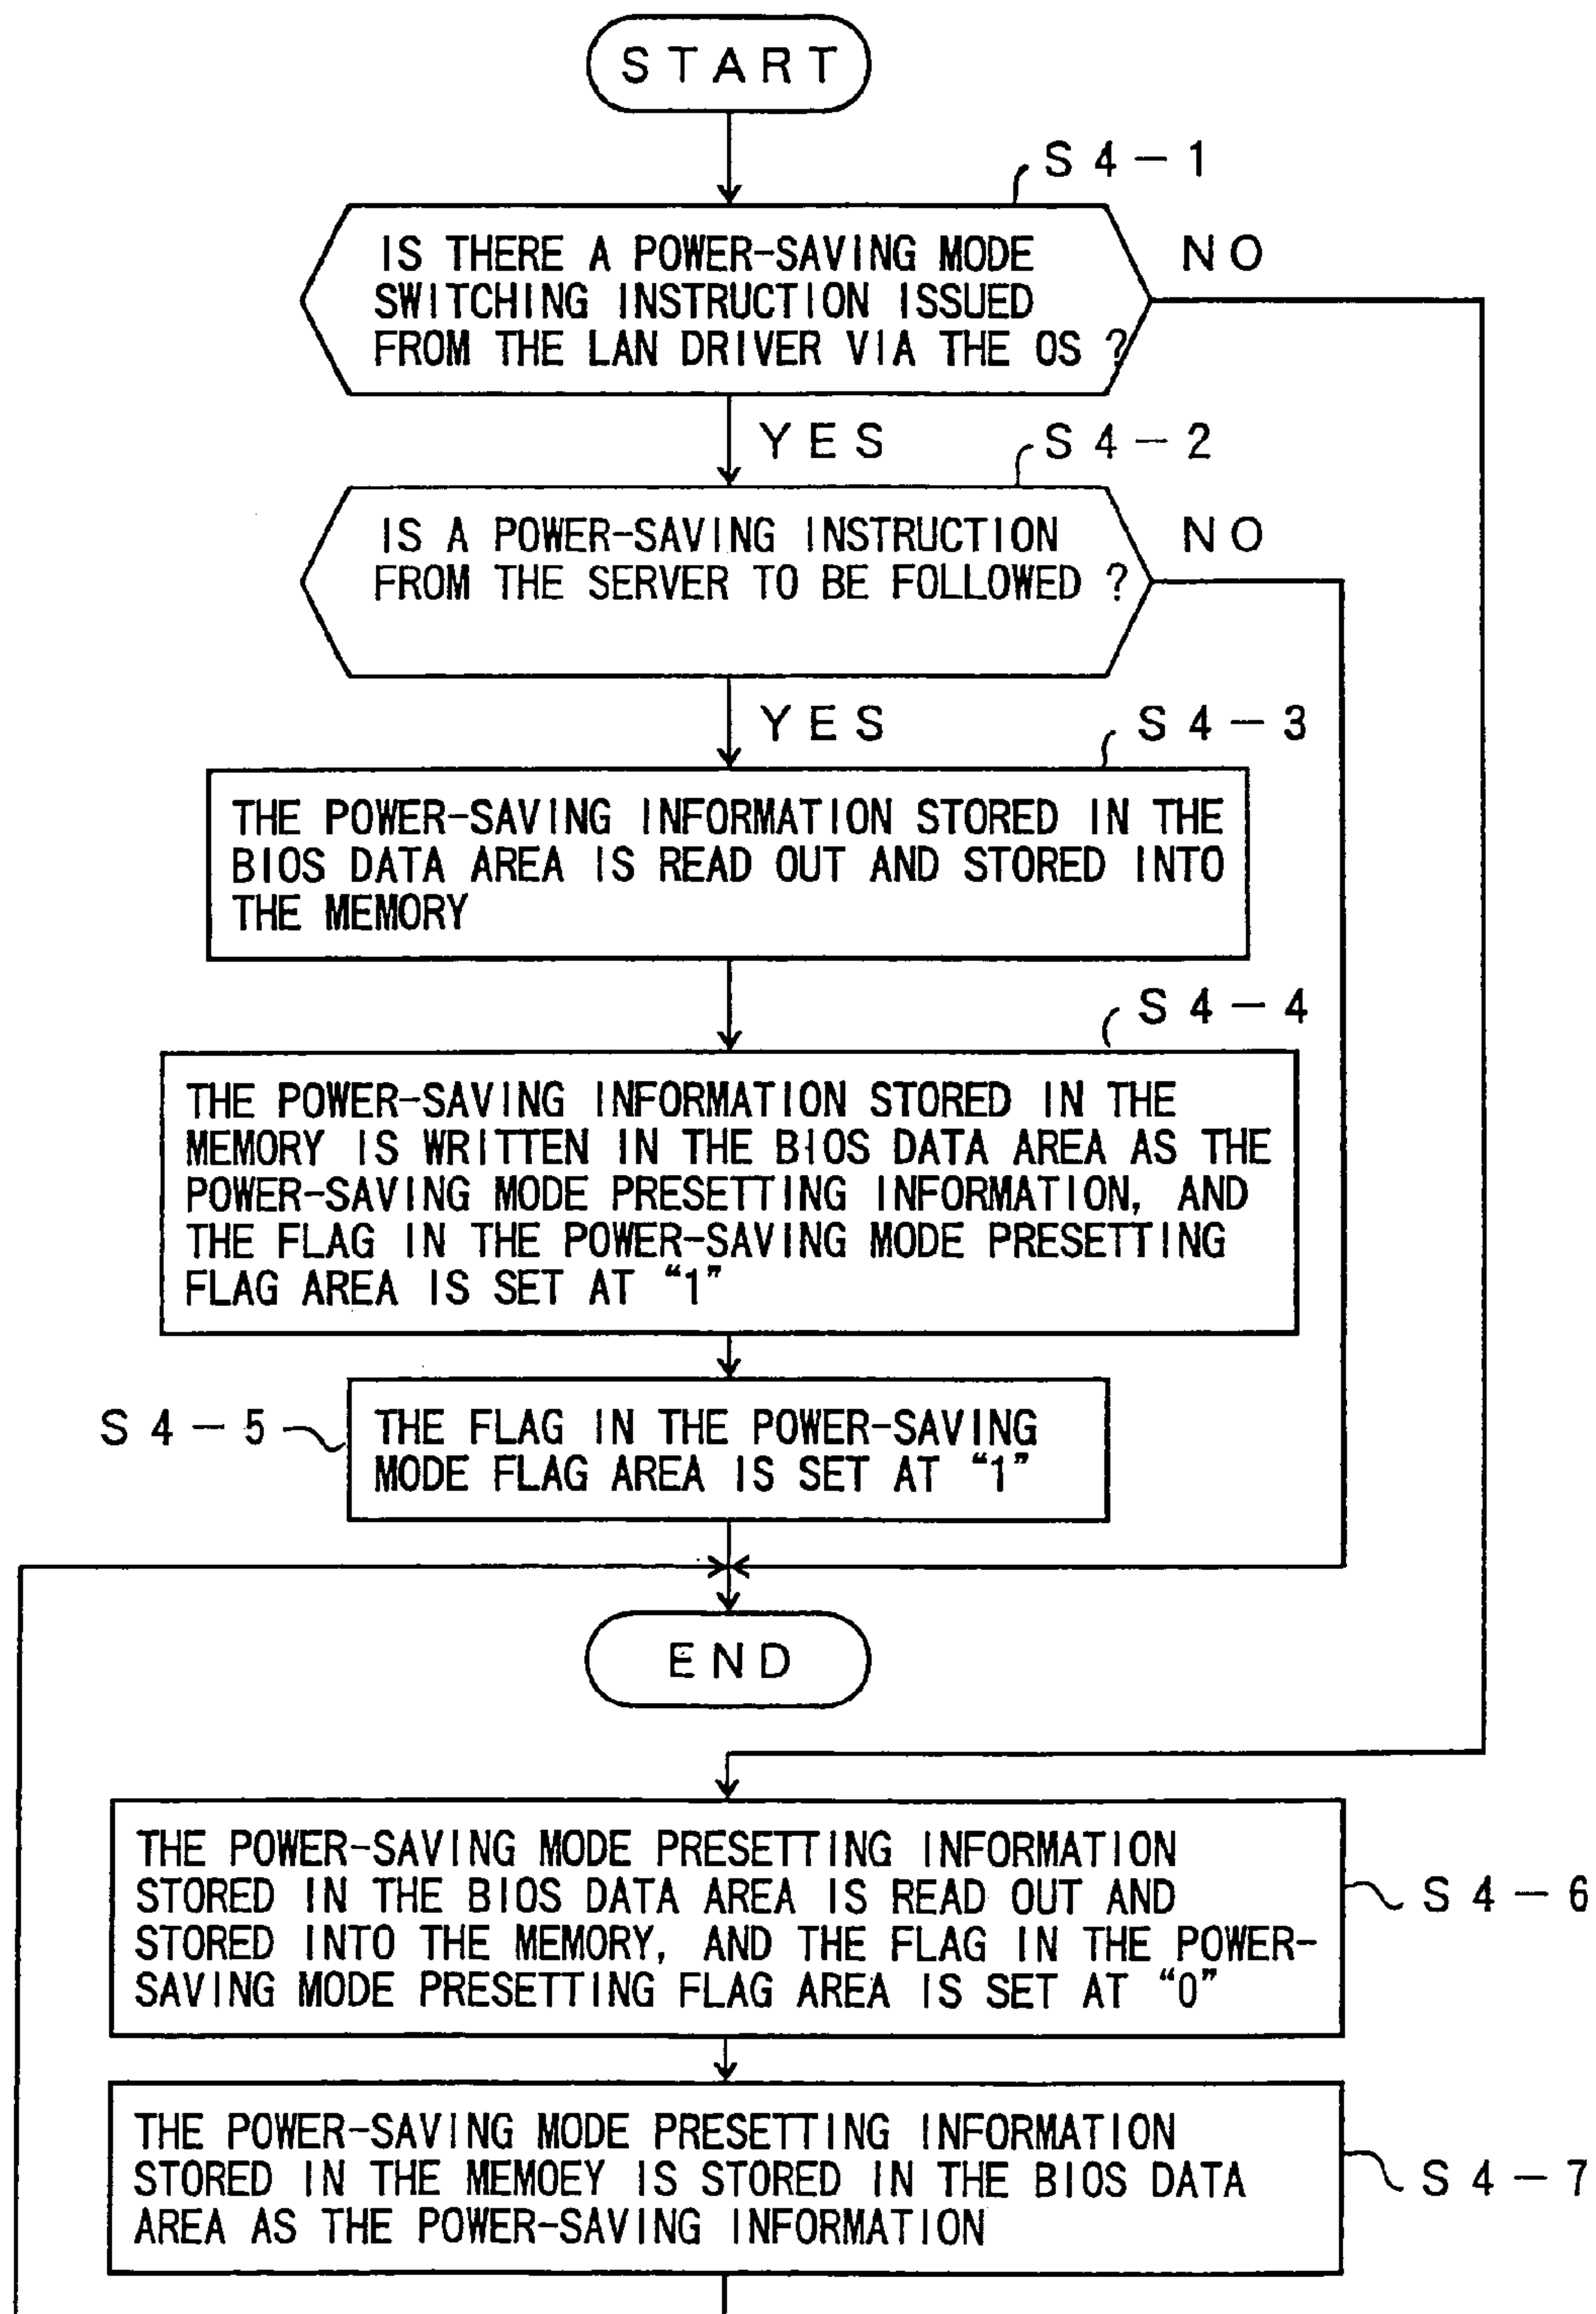 START
S4-1
IS THERE A POWER-SAVING MODE
SWITCHING INSTRUCTION ISSUED
FROM THE LAN DRIVER VIA THE OS ?
NO
YES
S4-2
IS A POWER-SAVING INSTRUCTION
FROM THE SERVER TO BE FOLLOWED ?
NO
YES
S4-3
THE POWER-SAVING INFORMATION STORED IN THE
BIOS DATA AREA IS READ OUT AND STORED INTO
THE MEMORY
S4-4
THE POWER-SAVING INFORMATION STORED IN THE
MEMORY IS WRITTEN IN THE BIOS DATA AREA AS THE
POWER-SAVING MODE PRESETTING INFORMATION, AND
THE FLAG IN THE POWER-SAVING MODE PRESETTING
FLAG AREA IS SET AT “1”
S4-5
THE FLAG IN THE POWER-SAVING
MODE FLAG AREA IS SET AT “1”
END
THE POWER-SAVING MODE PRESETTING INFORMATION
STORED IN THE BIOS DATA AREA IS READ OUT AND
STORED INTO THE MEMORY, AND THE FLAG IN THE POWER-
SAVING MODE PRESETTING FLAG AREA IS SET AT “0”
S4-6
THE POWER-SAVING MODE PRESETTING INFORMATION
STORED IN THE MEMOEY IS STORED IN THE BIOS DATA
AREA AS THE POWER-SAVING INFORMATION
S4-7